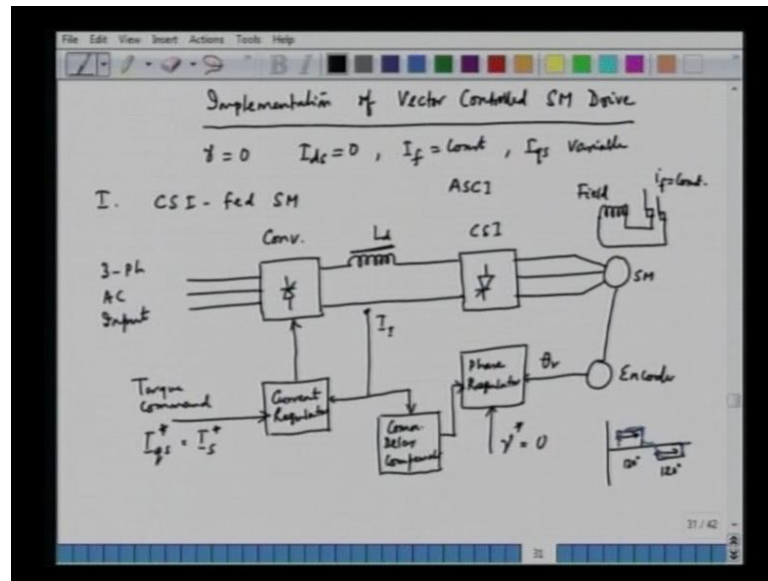 File Edit View Insert Actions Tools Help
B I
Implementation of Vector Controlled SM Drive
γ = 0 Ids = 0 , If = Const , Iqs Variable
I. CSI - fed SM
ASCI
Field
if = Const.
Conv.
Ld
CSI
3-Ph
AC
Input
SM
II
Phase
Regulator
θr
Encoder
Torque
Command
Iqs* = Is*
Current
Regulator
Comm.
Delay
γ* = 0
120°
120°
31 / 42
31